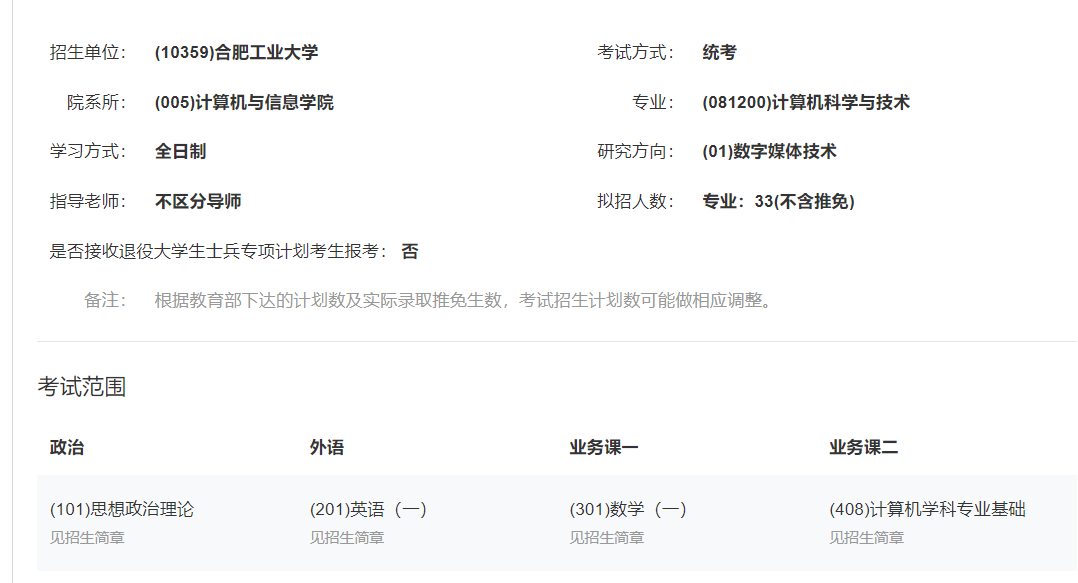 招生单位： (10359)合肥工业大学 考试方式： 统考
院系所： (005)计算机与信息学院 专业： (081200)计算机科学与技术
学习方式： 全日制 研究方向： (01)数字媒体技术
指导老师： 不区分导师 拟招人数： 专业：33(不含推免)
是否接收退役大学生士兵专项计划考生报考： 否
备注： 根据教育部下达的计划数及实际录取推免生数，考试招生计划数可能做相应调整。
考试范围
政治 外语 业务课一 业务课二
(101)思想政治理论 (201)英语（一） (301)数学（一） (408)计算机学科专业基础
见招生简章 见招生简章 见招生简章 见招生简章